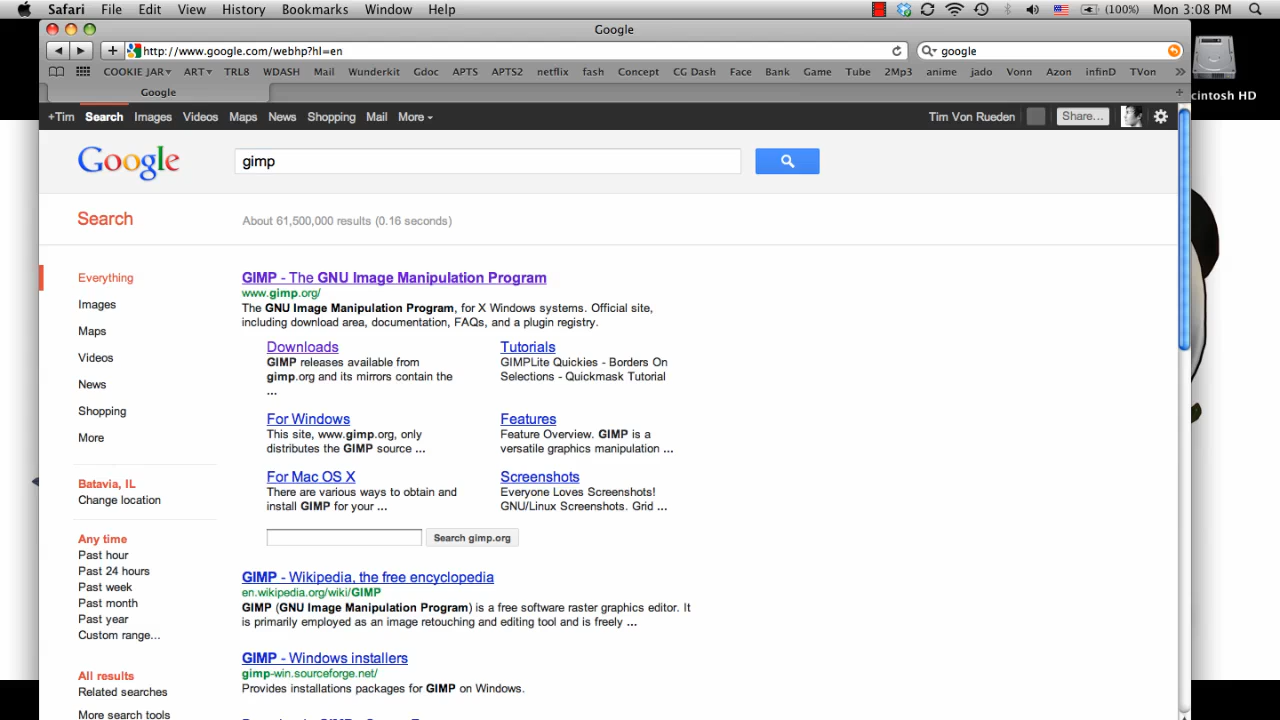 Safari File Edit View History Bookmarks Window Help (100%) Mon 3:08 PM
Google
http://www.google.com/webhp?hl=en google
COOKIE JAR ART TRL8 WDASH Mail Wunderkit Gdoc APTS APTS2 netflix fash Concept CG Dash Face Bank Game Tube 2Mp3 anime jado Vonn Azon infinD TVon
cintosh HD
Google
+Tim Search Images Videos Maps News Shopping Mail More Tim Von Rueden Share...
Google gimp
Search About 61,500,000 results (0.16 seconds)
Everything
Images
Maps
Videos
News
Shopping
More
Batavia, IL
Change location
Any time
Past hour
Past 24 hours
Past week
Past month
Past year
Custom range...
All results
Related searches
More search tools
GIMP - The GNU Image Manipulation Program
www.gimp.org/
The GNU Image Manipulation Program, for X Windows systems. Official site,
including download area, documentation, FAQs, and a plugin registry.
Downloads
GIMP releases available from
gimp.org and its mirrors contain the
...
Tutorials
GIMPLite Quickies - Borders On
Selections - Quickmask Tutorial
For Windows
This site, www.gimp.org, only
distributes the GIMP source ...
Features
Feature Overview. GIMP is a
versatile graphics manipulation ...
For Mac OS X
There are various ways to obtain and
install GIMP for your ...
Screenshots
Everyone Loves Screenshots!
GNU/Linux Screenshots. Grid ...
Search gimp.org
GIMP - Wikipedia, the free encyclopedia
en.wikipedia.org/wiki/GIMP
GIMP (GNU Image Manipulation Program) is a free software raster graphics editor. It
is primarily employed as an image retouching and editing tool and is freely ...
GIMP - Windows installers
gimp-win.sourceforge.net/
Provides installations packages for GIMP on Windows.